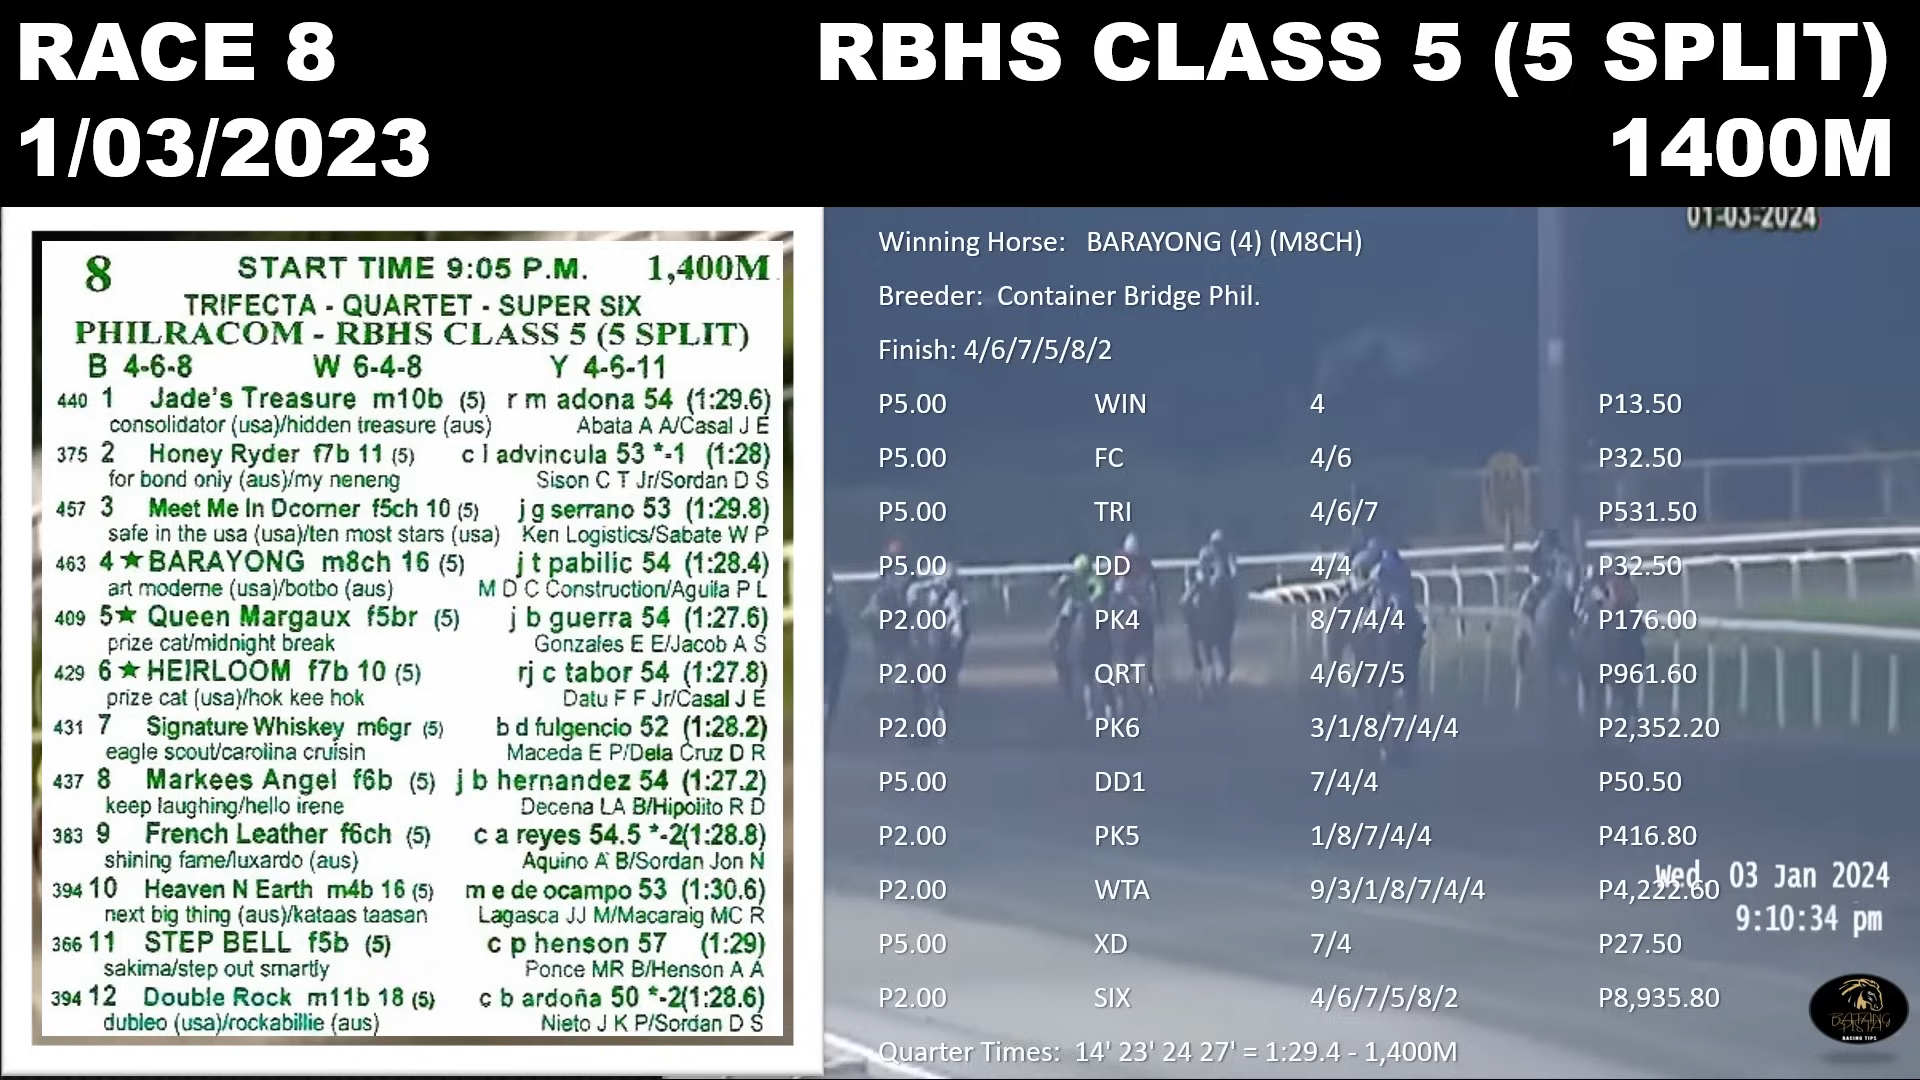 RACE 8
RBHS CLASS 5 (5 SPLIT)
1/03/2023
1400M
8 START TIME 9:05 P.M. 1,400M
TRIFECTA - QUARTET - SUPER SIX
PHILRACOM - RBHS CLASS 5 (5 SPLIT)
B 4-6-8 W 6-4-8 Y 4-6-11
440 1 Jade's Treasure m10b (5) r m adona 54 (1:29.6)
consolidator (usa)/hidden treasure (aus) Abata A A/Casal J E
375 2 Honey Ryder f7b 11 (5) c l advincula 53 *-1 (1:28)
for bond only (aus)/my neneng Sison C T Jr/Sordan D S
457 3 Meet Me In Dcorner f5ch 10 (5) j g serrano 53 (1:29.8)
safe in the usa (usa)/ten most stars (usa) Ken Logistics/Sabate W P
463 4★BARAYONG m8ch 16 (5) j t pabilic 54 (1:28.4)
art moderne (usa)/botbo (aus) M D C Construction/Aguila P L
409 5★ Queen Margaux f5br (5) j b guerra 54 (1:27.6)
prize cat/midnight break Gonzales E E/Jacob A S
429 6★HEIRLOOM f7b 10 (5) rj c tabor 54 (1:27.8)
prize cat (usa)/hok kee hok Datu F F Jr/Casal J E
431 7 Signature Whiskey m6gr (5) b d fulgencio 52 (1:28.2)
eagle scout/carolina cruisin Maceda E P/Dela Cruz D R
437 8 Markees Angel f6b (5) j b hernandez 54 (1:27.2)
keep laughing/hello irene Decena LA B/Hipolito R D
383 9 French Leather f6ch (5) c a reyes 54.5 *-2(1:28.8)
shining fame/luxardo (aus) Aquino A B/Sordan Jon N
394 10 Heaven N Earth m4b 16 (5) m e de ocampo 53 (1:30.6)
next big thing (aus)/kataas taasan Lagasca JJ M/Macaraig MC R
366 11 STEP BELL f5b (5) c p henson 57 (1:29)
sakima/step out smartly Ponce MR B/Henson A A
394 12 Double Rock m11b 18 (5) c b ardoña 50 *-2(1:28.6)
dubleo (usa)/rockabillie (aus) Nieto J K P/Sordan D S
01-03-2024
Winning Horse: BARAYONG (4) (M8CH)
Breeder: Container Bridge Phil.
Finish: 4/6/7/5/8/2
P5.00 WIN 4 P13.50
P5.00 FC 4/6 P32.50
P5.00 TRI 4/6/7 P531.50
P5.00 DD 4/4 P32.50
P2.00 PK4 8/7/4/4 P176.00
P2.00 QRT 4/6/7/5 P961.60
P2.00 PK6 3/1/8/7/4/4 P2,352.20
P5.00 DD1 7/4/4 P50.50
P2.00 PK5 1/8/7/4/4 P416.80
P2.00 WTA 9/3/1/8/7/4/4 P4,222.60
Wed. 03 Jan 2024
9:10:34 pm
P5.00 XD 7/4 P27.50
P2.00 SIX 4/6/7/5/8/2 P8,935.80
Quarter Times: 14' 23' 24 27' = 1:29.4 - 1,400M
BATANG
PISTA
RACING TIPS